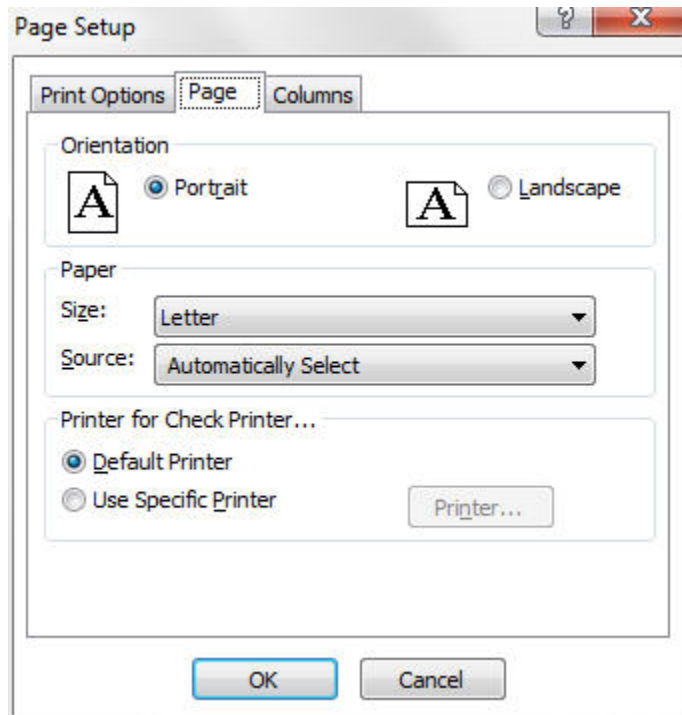 Page Setup
Print Options Page Columns
Orientation
A Portrait A Landscape
Paper
Size: Letter
Source: Automatically Select
Printer for Check Printer...
Default Printer
Use Specific Printer Printer...
OK Cancel